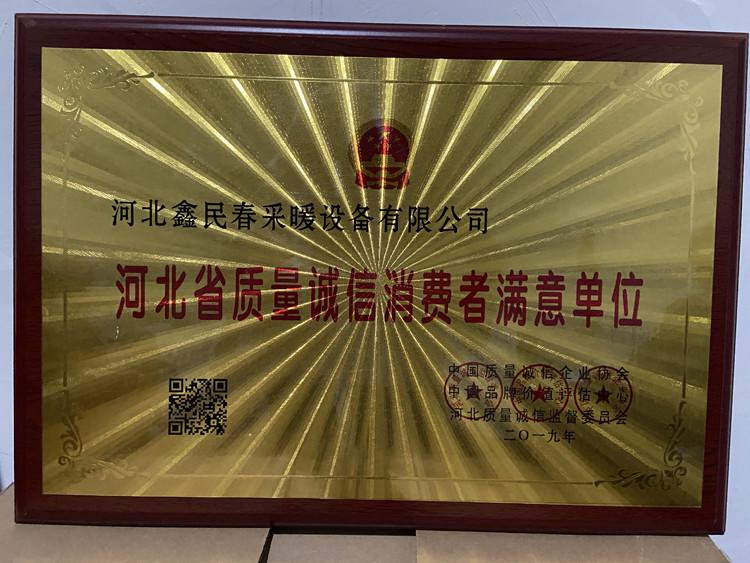 河北鑫民春采暖设备有限公司
河北省质量诚信消费者满意单位
中国质量诚信企业协会
中国品牌价值评估中心
河北质量诚信监督委员会
二〇一九年